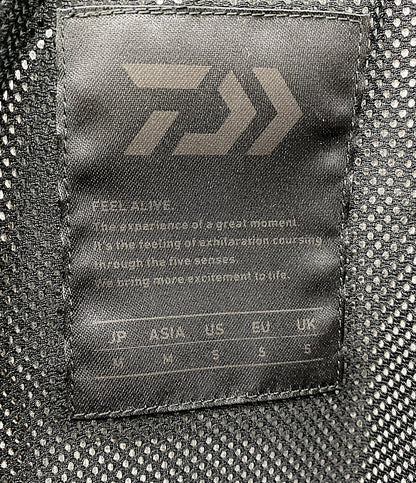 FEEL ALIVE.
The experience of a great moment.
It's the feeling of exhilaration coursing
through the five senses.
We bring more excitement to life.
JP ASIA US EU UK
M M S S S